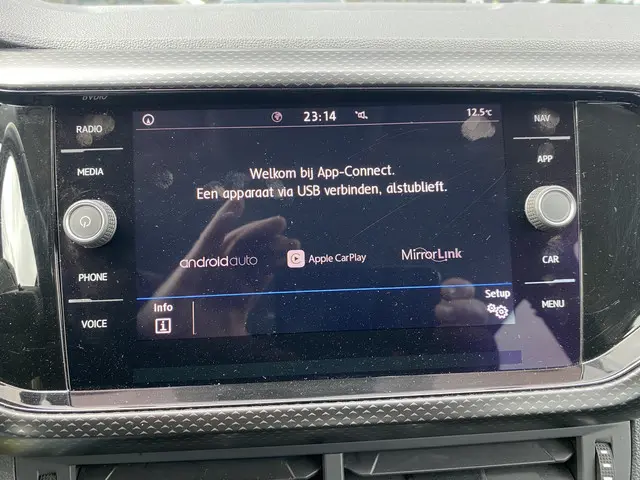 RADIO
MEDIA
PHONE
VOICE
23:14
12.5°C
Welkom bij App-Connect.
Een apparaat via USB verbinden, alstublieft.
androidauto
Apple CarPlay
MirrorLink
Info
Setup
NAV
APP
CAR
MENU